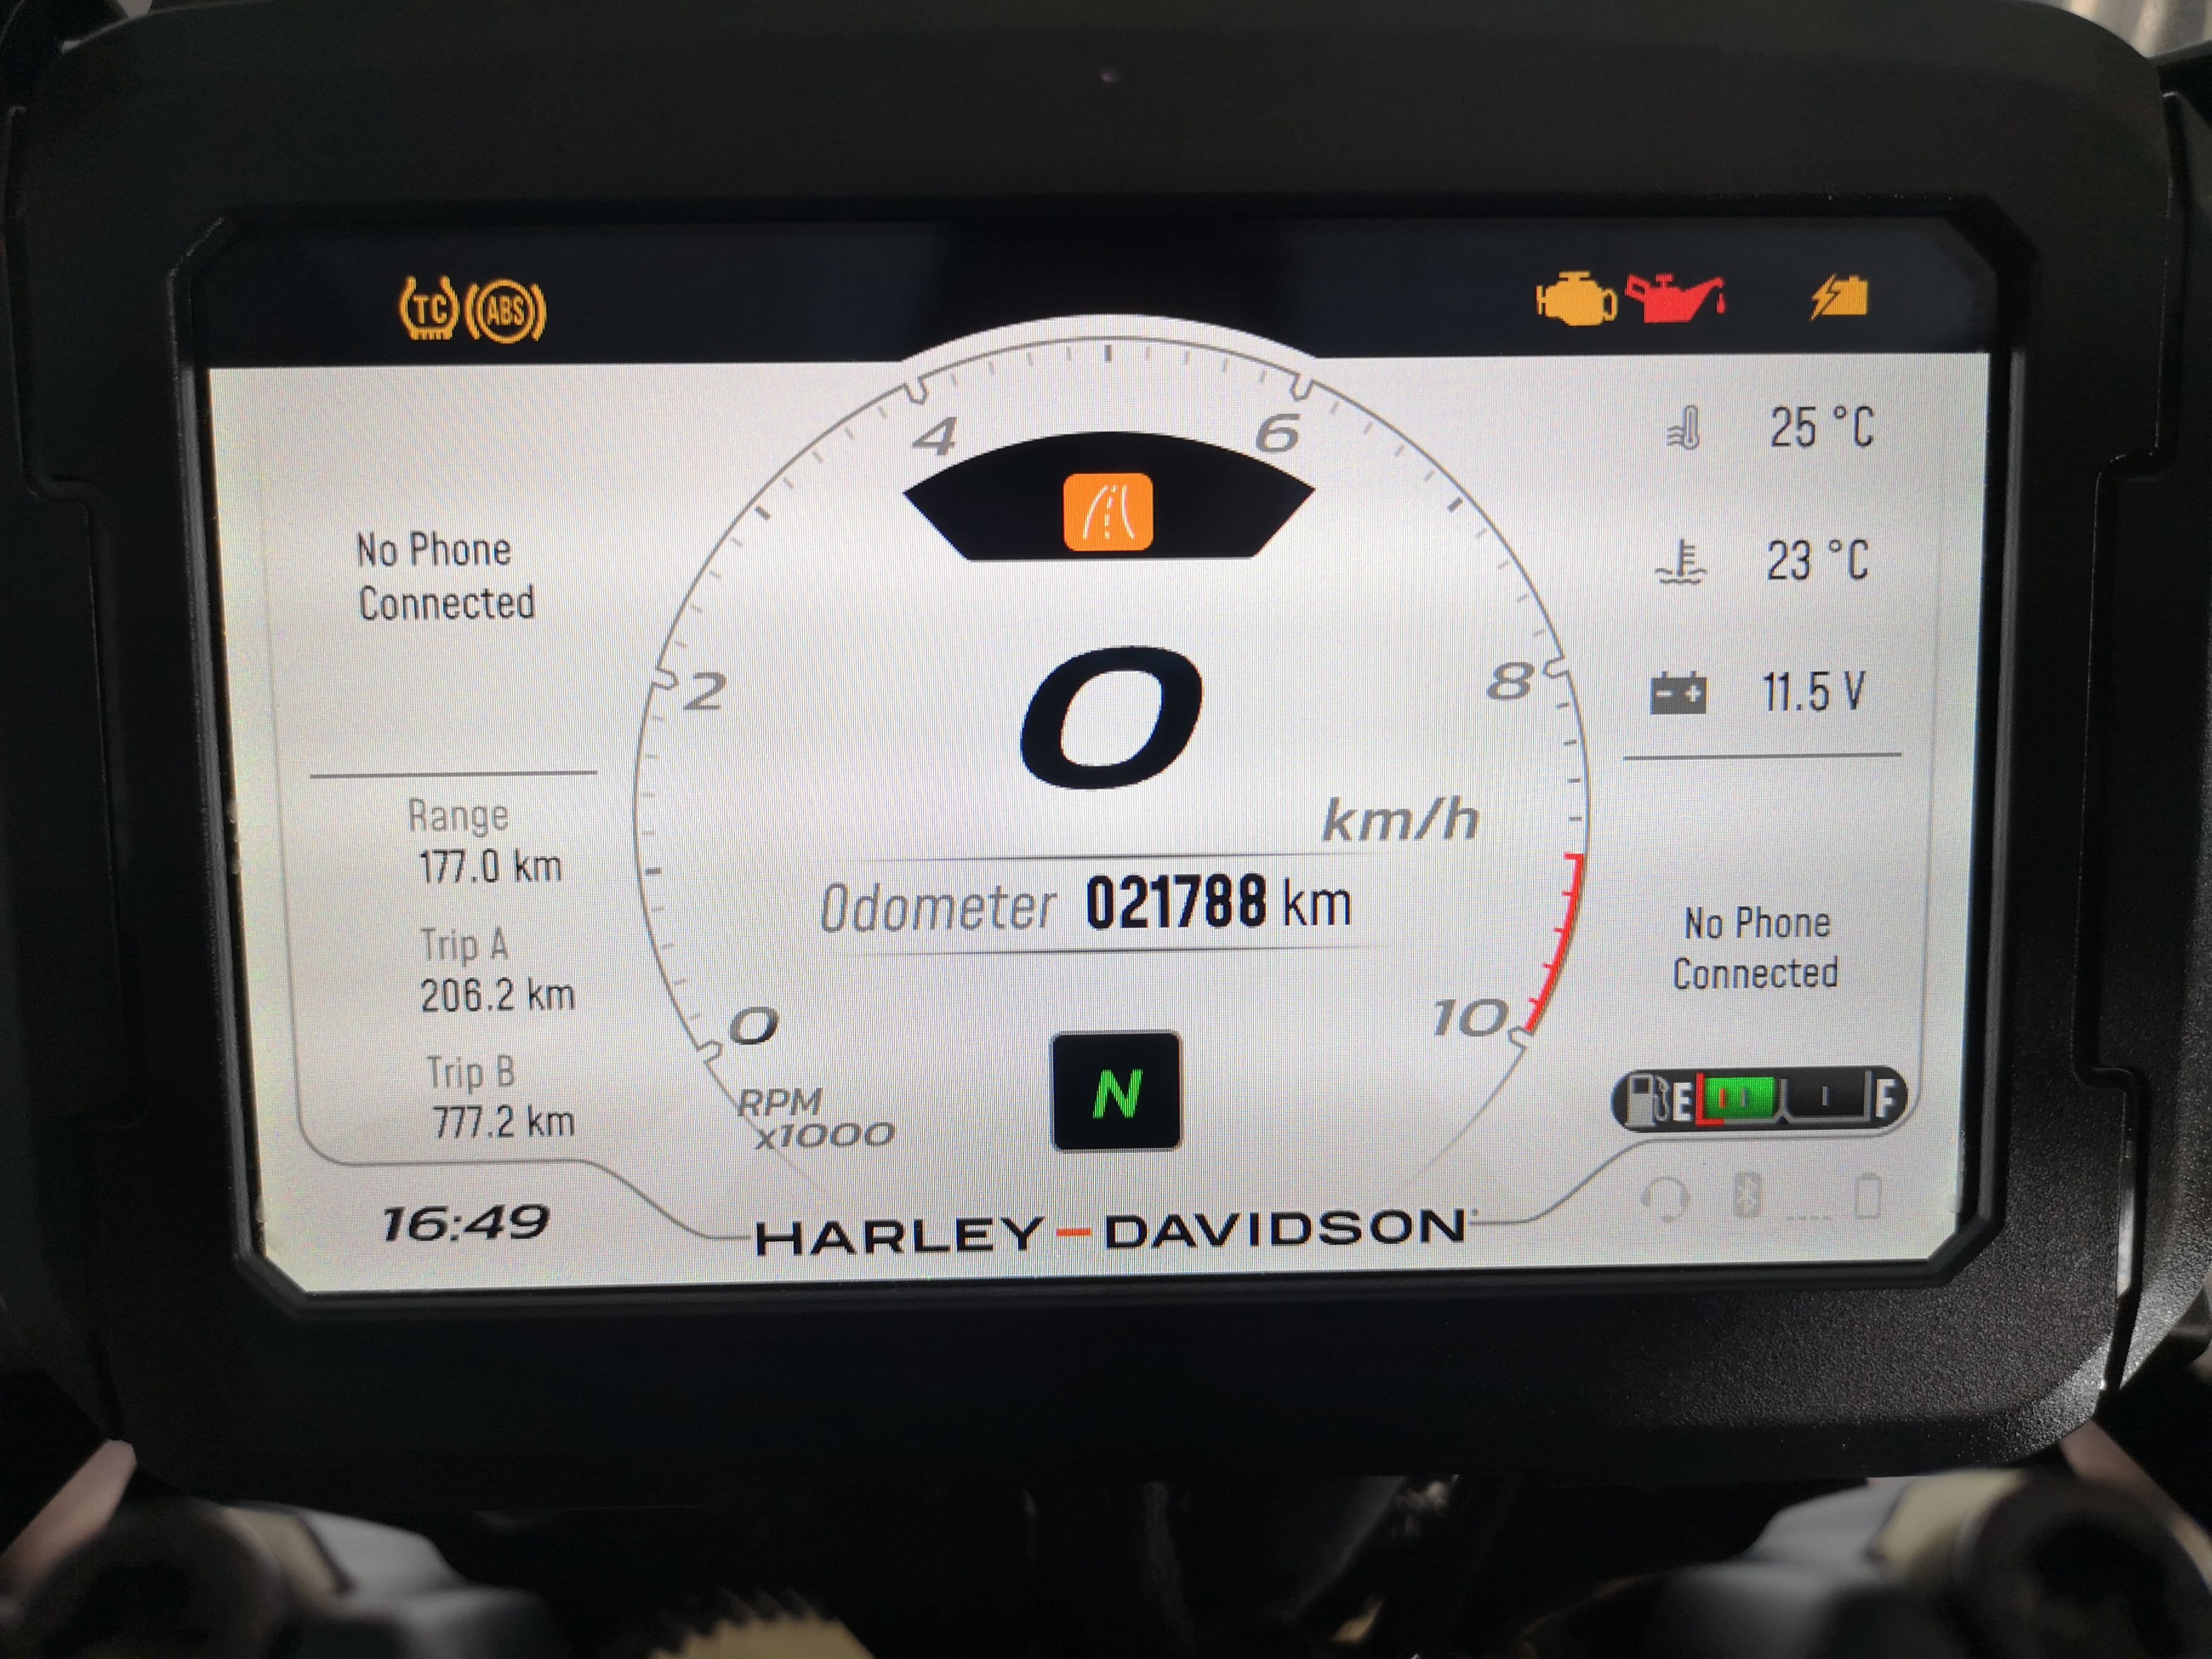 TC ABS
4 6
25 °C
No Phone
Connected
23 °C
2 8
0
11.5 V
km/h
Range
177.0 km
Odometer 021788 km
Trip A
206.2 km
No Phone
Connected
0 10
Trip B
777.2 km
RPM
x1000
N
E F
16:49
HARLEY-DAVIDSON